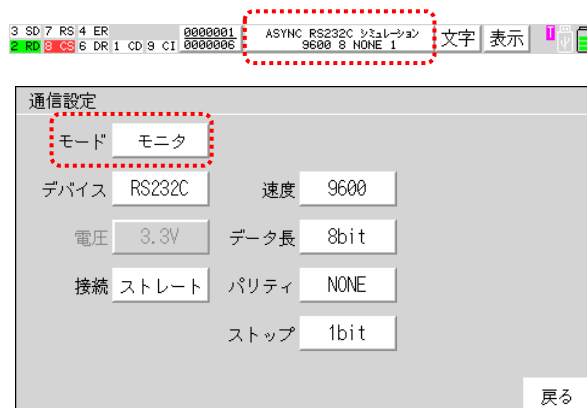 3 SD 7 RS 4 ER 0000001 ASYNC RS232C シミュレーション 文字 表示 T
2 RD 8 CS 6 DR 1 CD 9 CI 0000006 9600 8 NONE 1
通信設定
モード モニタ
デバイス RS232C 速度 9600
電圧 3.3V データ長 8bit
接続 ストレート パリティ NONE
ストップ 1bit
戻る